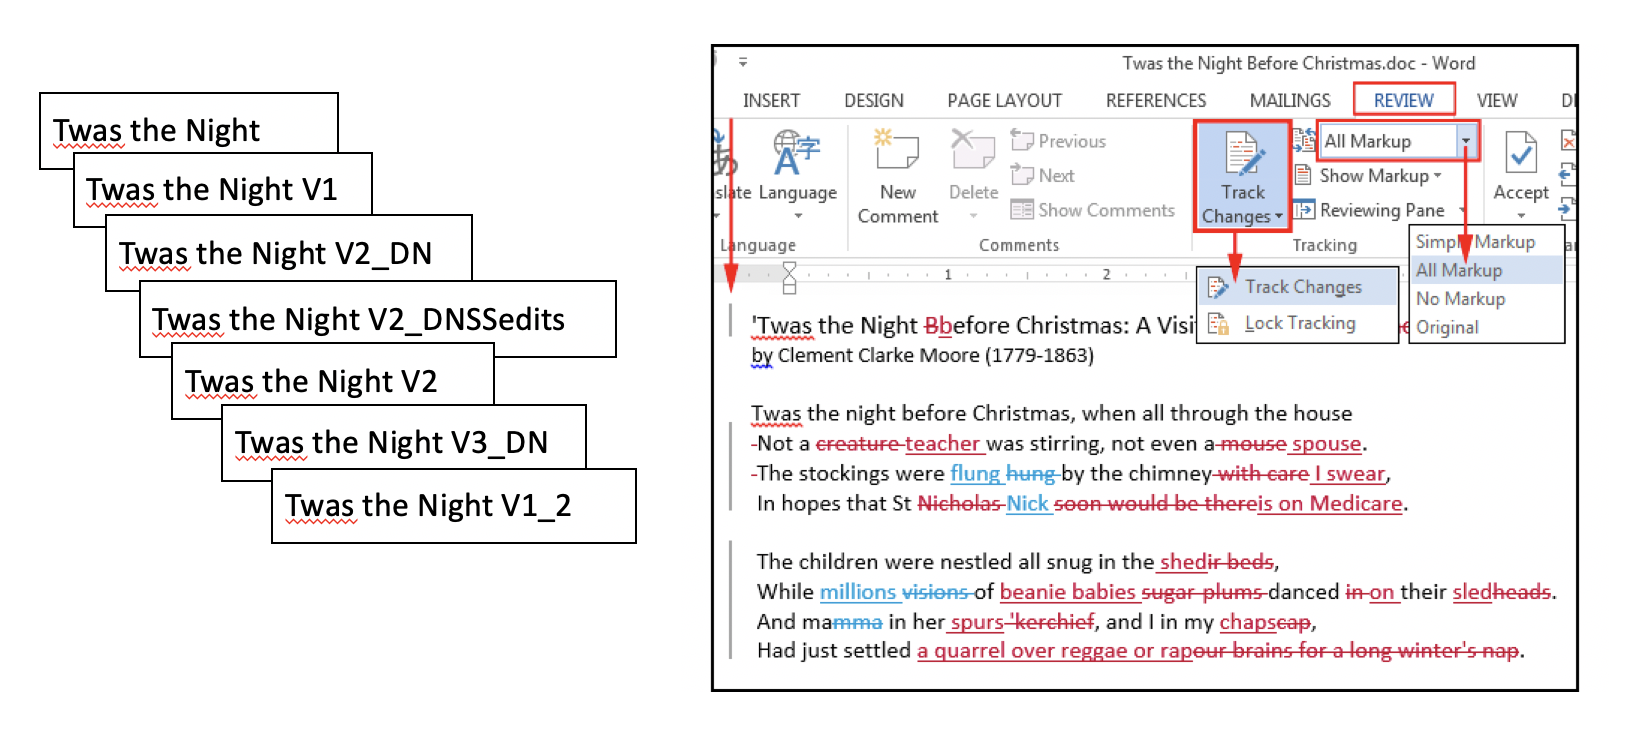 Twas the Night
Twas the Night V1
Twas the Night V2_DN
Twas the Night V2_DNSSedits
Twas the Night V2
Twas the Night V3_DN
Twas the Night V1_2
Twas the Night Before Christmas.doc - Word
INSERT DESIGN PAGE LAYOUT REFERENCES MAILINGS REVIEW VIEW
Language
New Comment
Delete
Previous
Next
Show Comments
Track Changes
All Markup
Show Markup
Reviewing Pane
Accept
Language Comments Tracking
Simple Markup
All Markup
No Markup
Original
Track Changes
Lock Tracking
1 2
'Twas the Night Bbefore Christmas: A Visi
by Clement Clarke Moore (1779-1863)
Twas the night before Christmas, when all through the house
-Not a creature teacher was stirring, not even a mouse spouse.
-The stockings were flung hung by the chimney with care I swear,
In hopes that St Nicholas Nick soon would be thereis on Medicare.
The children were nestled all snug in the shedir beds,
While millions visions of beanie babies sugar plums danced in on their sledheads.
And mamma in her spurs 'kerchief, and I in my chapscap,
Had just settled a quarrel over reggae or rapour brains for a long winter's nap.